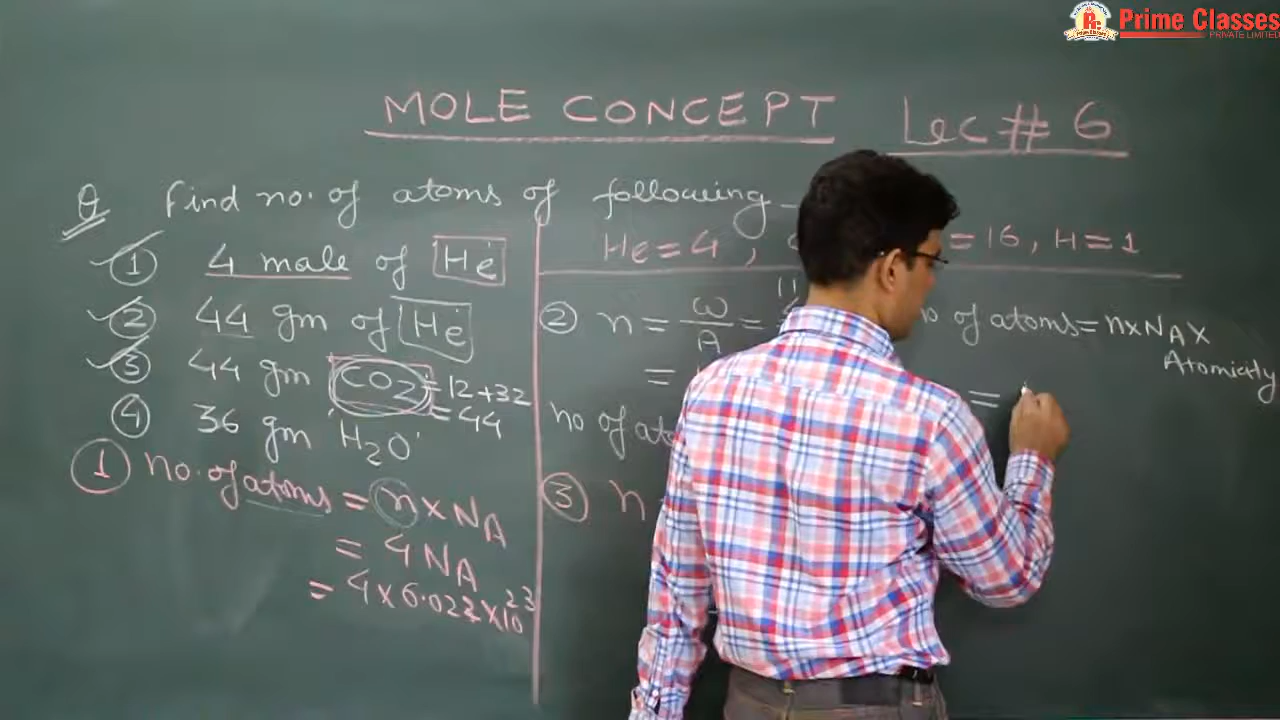 Prime Classes
PRIVATE LIMITED
MOLE CONCEPT Lec # 6
Q Find no. of atoms of following
He = 4, = 16, H = 1
① 4 mole of He
② 44 gm of He
③ 44 gm CO2 = 12 + 32
= 44
④ 36 gm H2O
① no. of atoms = n × NA
= 4 NA
= 4 × 6.022 × 10^23
② n = w/A = 11
=
no of ato
③ n
no of atoms = n × NA ×
Atomicity
=